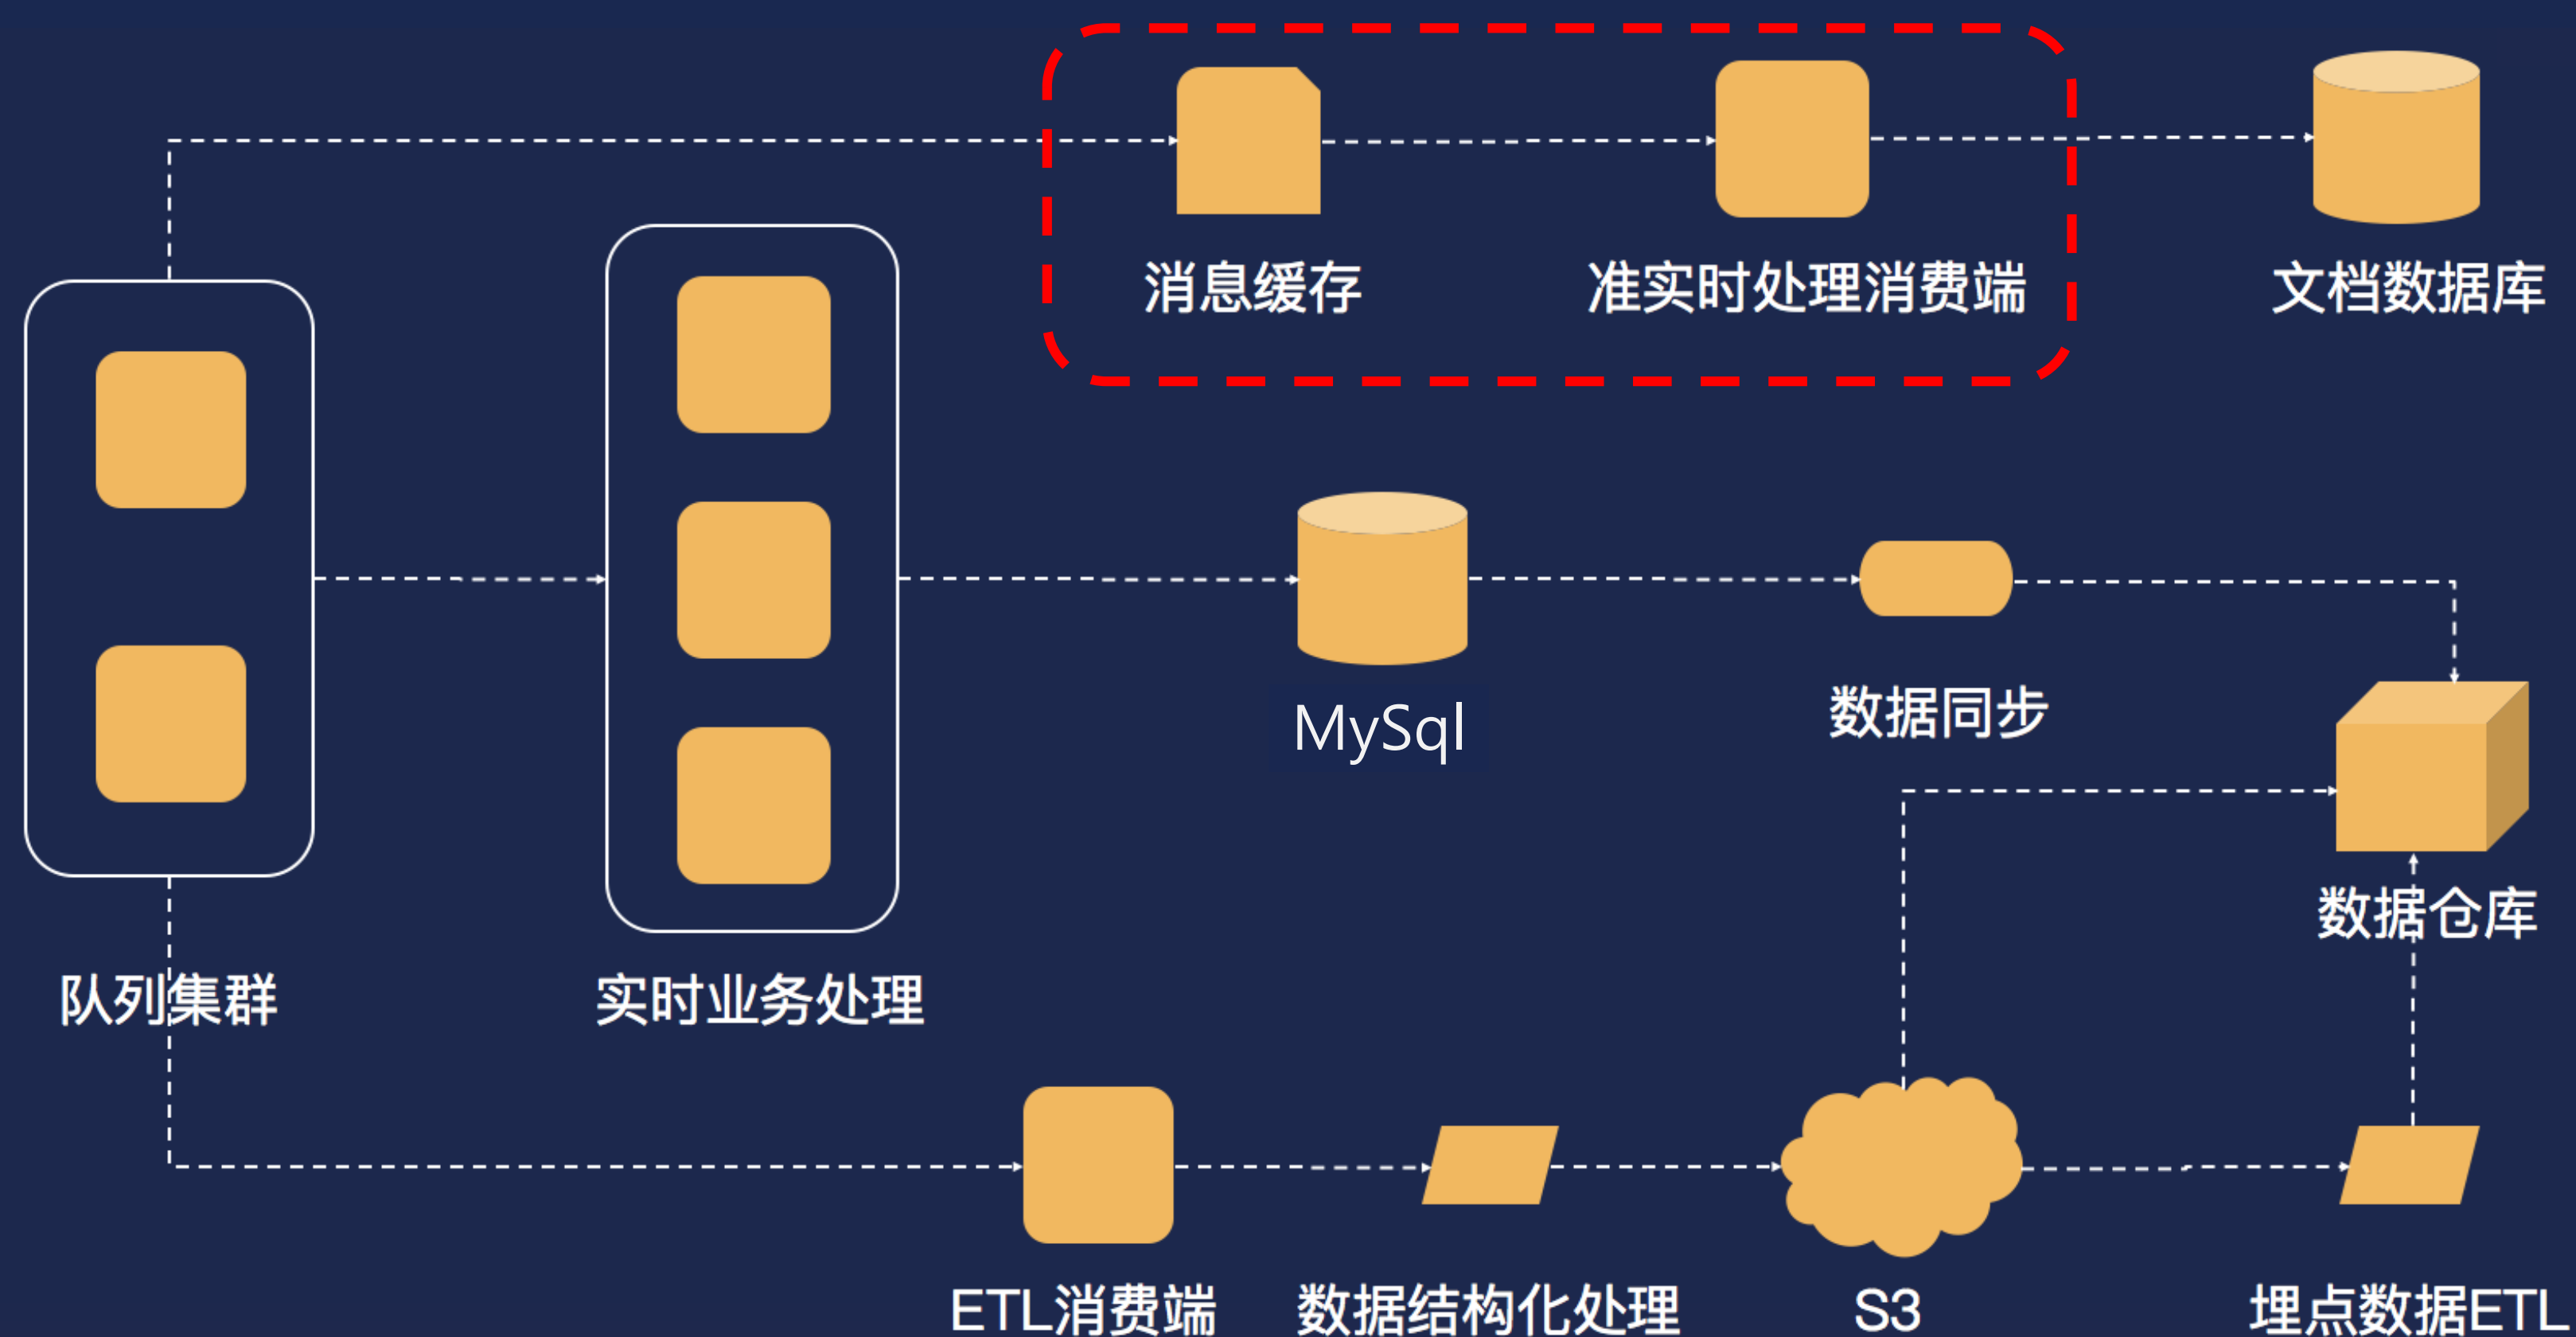 消息缓存
准实时处理消费端
文档数据库
MySql
数据同步
数据仓库
队列集群
实时业务处理
ETL消费端
数据结构化处理
S3
埋点数据ETL